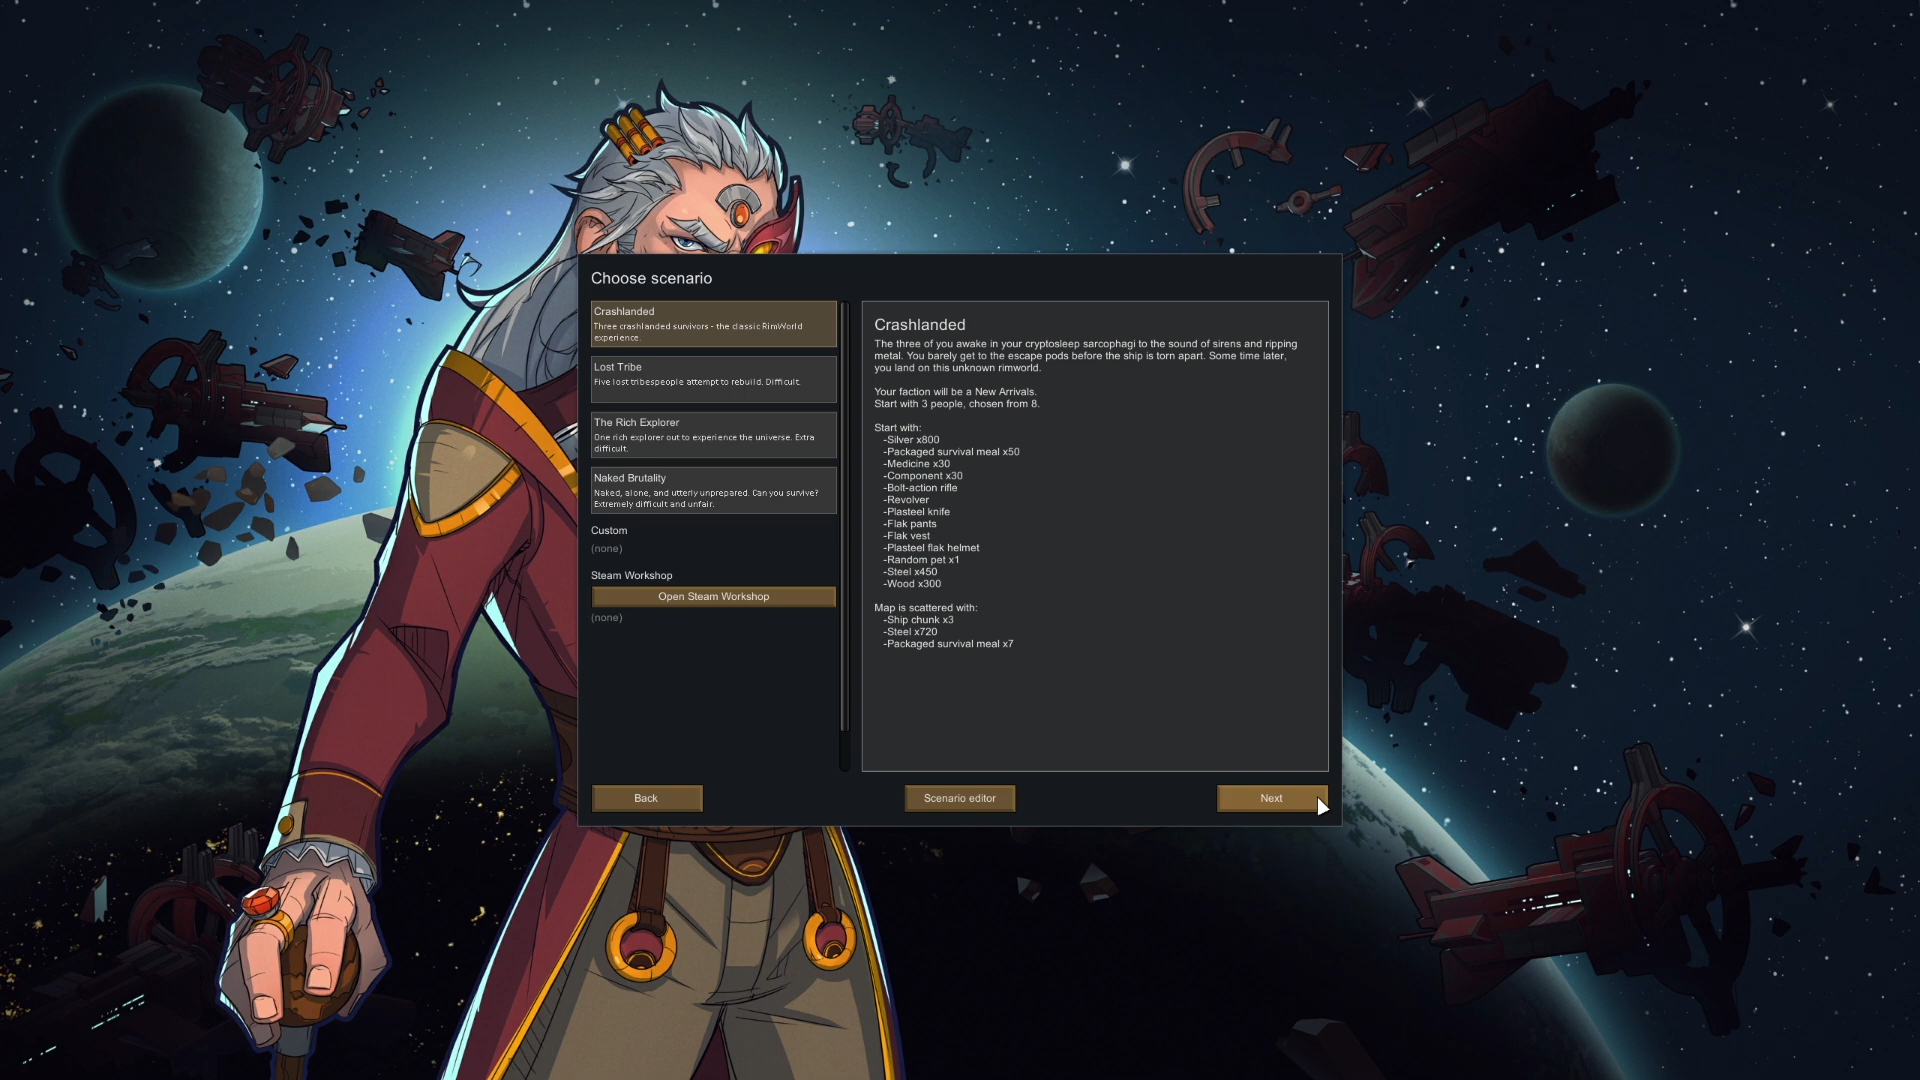 Choose scenario
Crashlanded
Three crashlanded survivors - the classic RimWorld
experience.
Lost Tribe
Five lost tribespeople attempt to rebuild. Difficult.
The Rich Explorer
One rich explorer out to experience the universe. Extra
difficult.
Naked Brutality
Naked, alone, and utterly unprepared. Can you survive?
Extremely difficult and unfair.
Custom
(none)
Steam Workshop
Open Steam Workshop
(none)
Crashlanded
The three of you awake in your cryptosleep sarcophagi to the sound of sirens and ripping
metal. You barely get to the escape pods before the ship is torn apart. Some time later,
you land on this unknown rimworld.
Your faction will be a New Arrivals.
Start with 3 people, chosen from 8.
Start with:
-Silver x800
-Packaged survival meal x50
-Medicine x30
-Component x30
-Bolt-action rifle
-Revolver
-Plasteel knife
-Flak pants
-Flak vest
-Plasteel flak helmet
-Random pet x1
-Steel x450
-Wood x300
Map is scattered with:
-Ship chunk x3
-Steel x720
-Packaged survival meal x7
Back
Scenario editor
Next